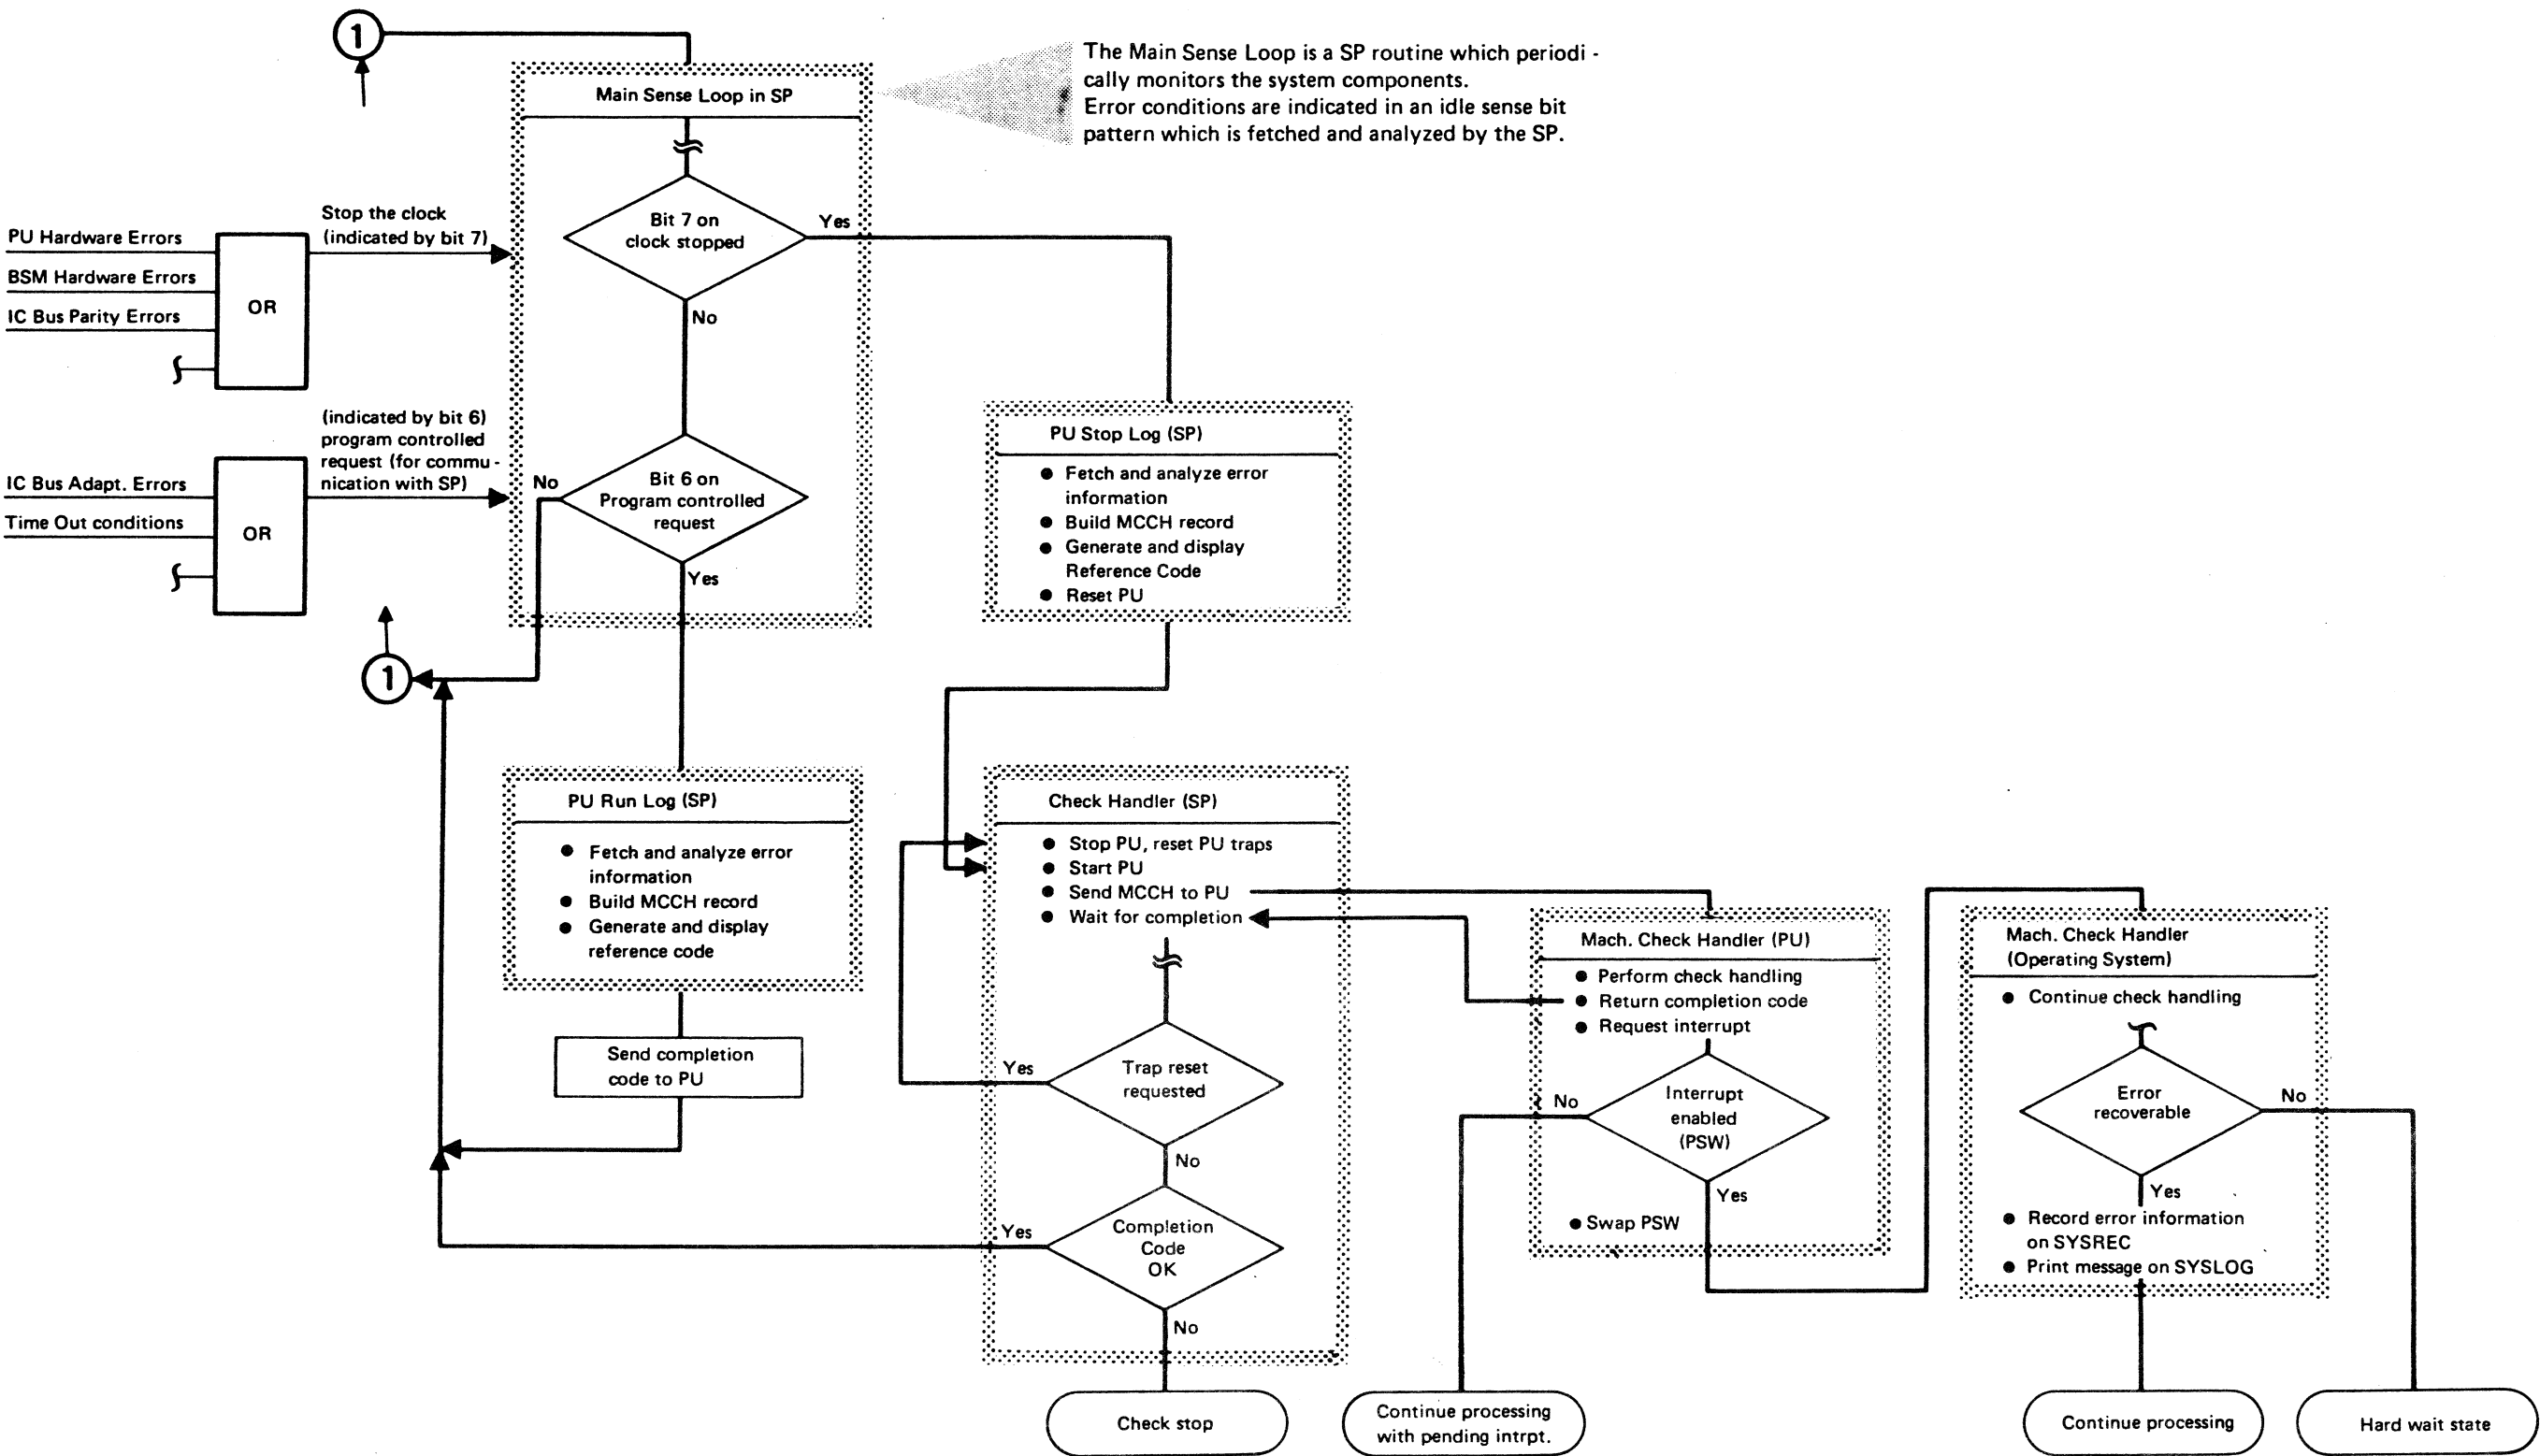 1
The Main Sense Loop is a SP routine which periodi -
cally monitors the system components.
Error conditions are indicated in an idle sense bit
pattern which is fetched and analyzed by the SP.
Main Sense Loop in SP
Bit 7 on
clock stopped
Yes
No
Stop the clock
(indicated by bit 7)
PU Hardware Errors
BSM Hardware Errors
IC Bus Parity Errors
OR
(indicated by bit 6)
program controlled
request (for commu -
nication with SP)
IC Bus Adapt. Errors
Time Out conditions
OR
No
Bit 6 on
Program controlled
request
Yes
1
PU Stop Log (SP)
● Fetch and analyze error
information
● Build MCCH record
● Generate and display
Reference Code
● Reset PU
PU Run Log (SP)
● Fetch and analyze error
information
● Build MCCH record
● Generate and display
reference code
Send completion
code to PU
Check Handler (SP)
● Stop PU, reset PU traps
● Start PU
● Send MCCH to PU
● Wait for completion
Yes
Trap reset
requested
No
Yes
Completion
Code
OK
No
Check stop
Mach. Check Handler (PU)
● Perform check handling
● Return completion code
● Request interrupt
No
Interrupt
enabled
(PSW)
Yes
● Swap PSW
Continue processing
with pending intrpt.
Mach. Check Handler
(Operating System)
● Continue check handling
Error
recoverable
No
Yes
● Record error information
on SYSREC
● Print message on SYSLOG
Continue processing
Hard wait state